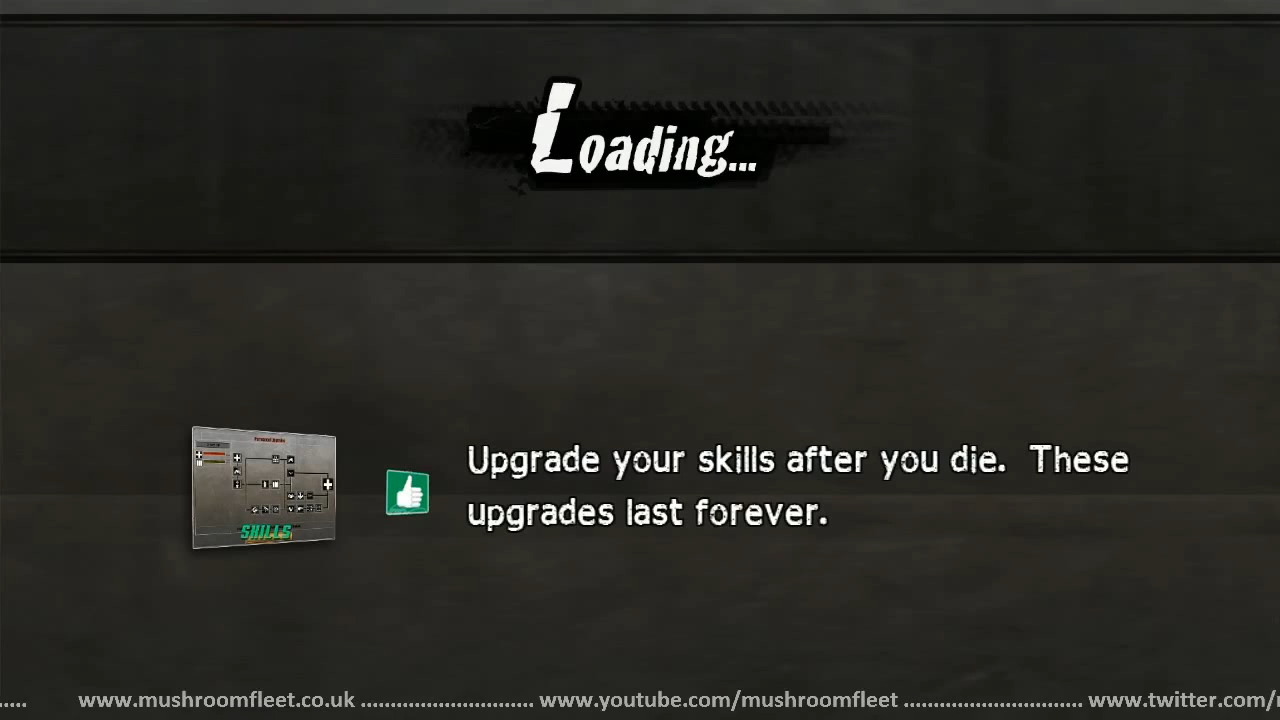 Loading...
SKILLS
Upgrade your skills after you die.  These
upgrades last forever.
..... www.mushroomfleet.co.uk ............................. www.youtube.com/mushroomfleet .............................. www.twitter.com/